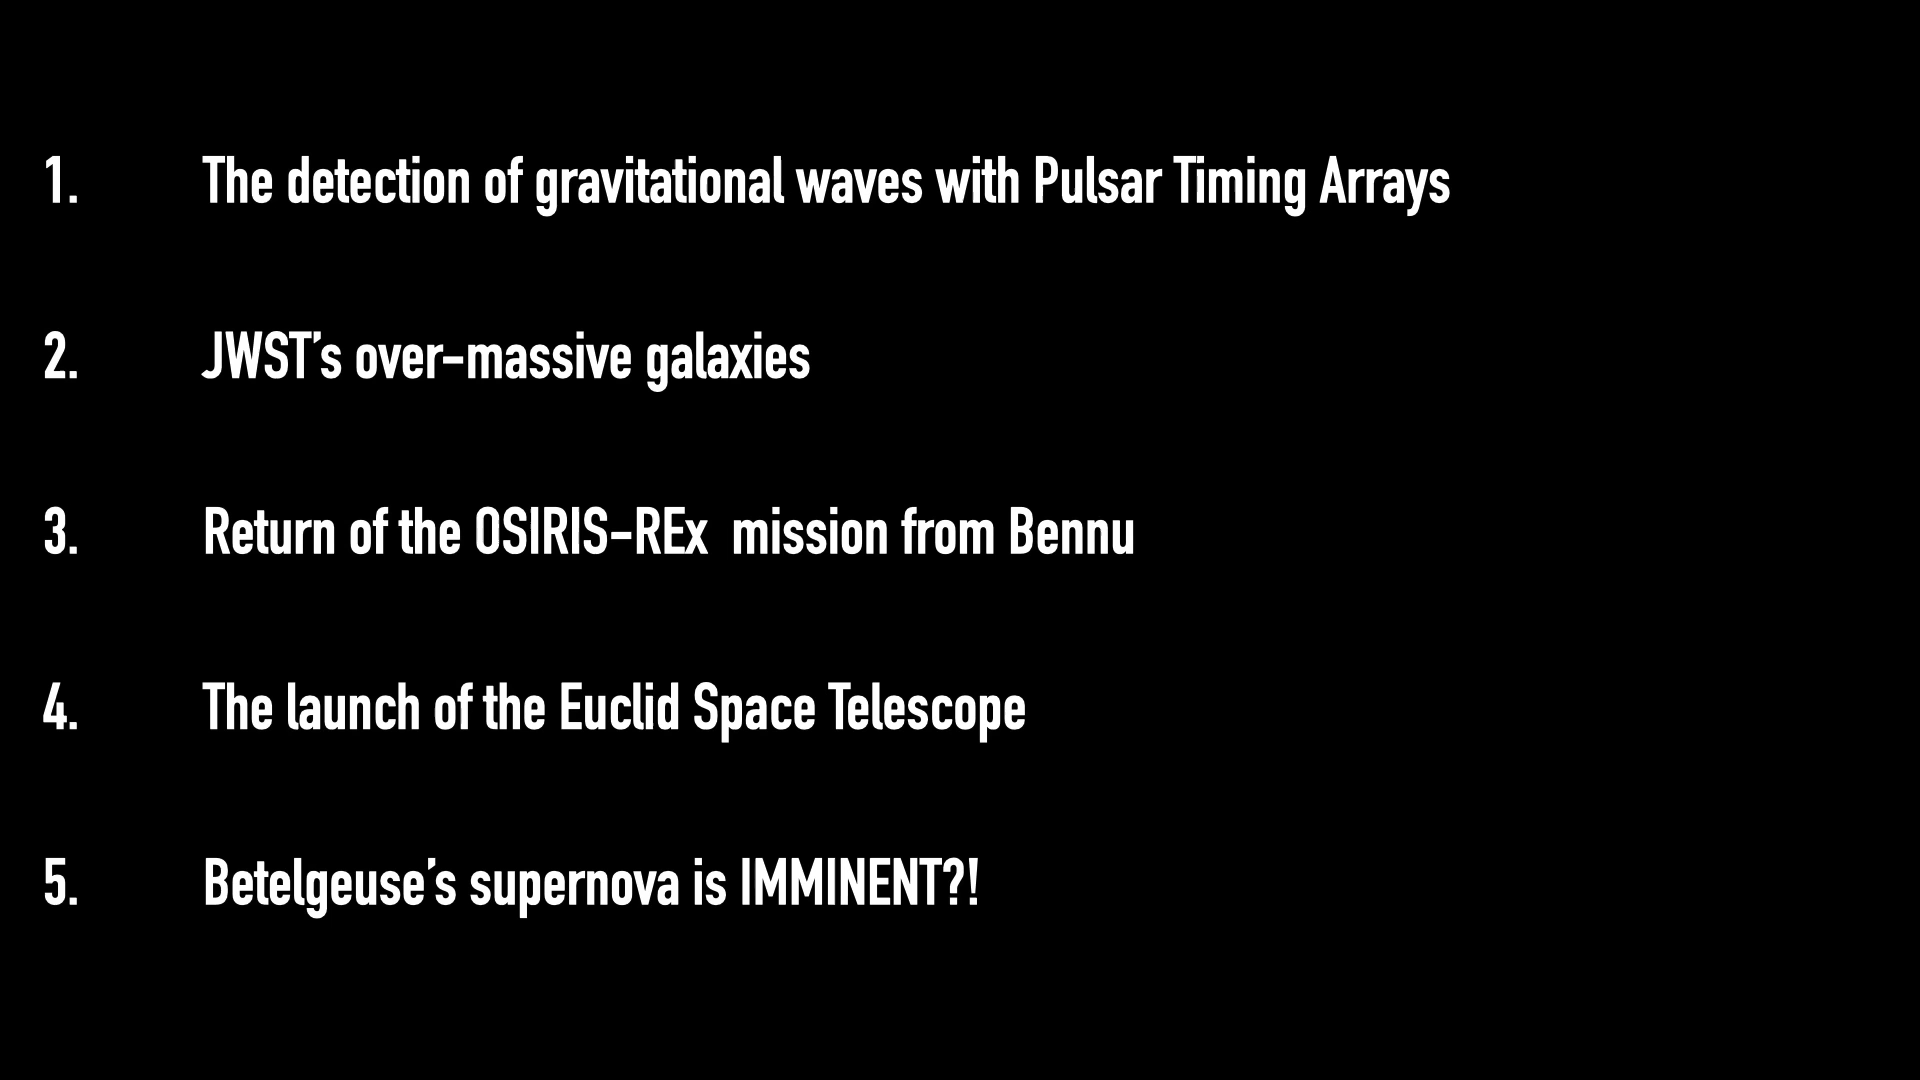 1. The detection of gravitational waves with Pulsar Timing Arrays
2. JWST’s over-massive galaxies
3. Return of the OSIRIS-REx  mission from Bennu
4. The launch of the Euclid Space Telescope
5. Betelgeuse’s supernova is IMMINENT?!